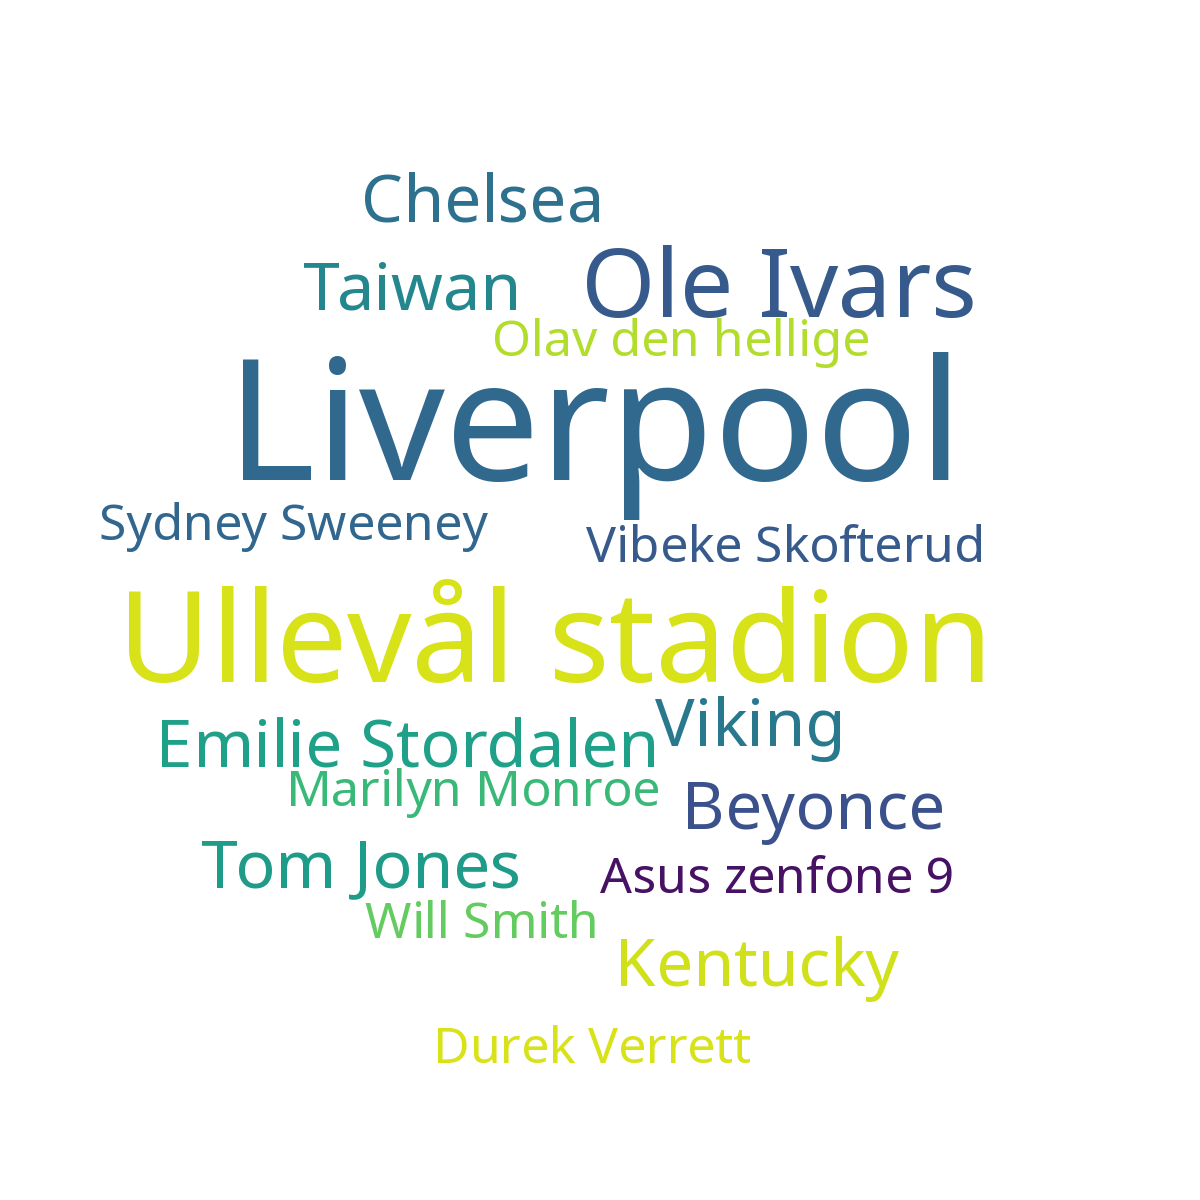 Chelsea
Taiwan
Ole Ivars
Olav den hellige
Liverpool
Sydney Sweeney
Vibeke Skofterud
Ullevål stadion
Emilie Stordalen
Viking
Marilyn Monroe
Beyonce
Tom Jones
Asus zenfone 9
Will Smith
Kentucky
Durek Verrett